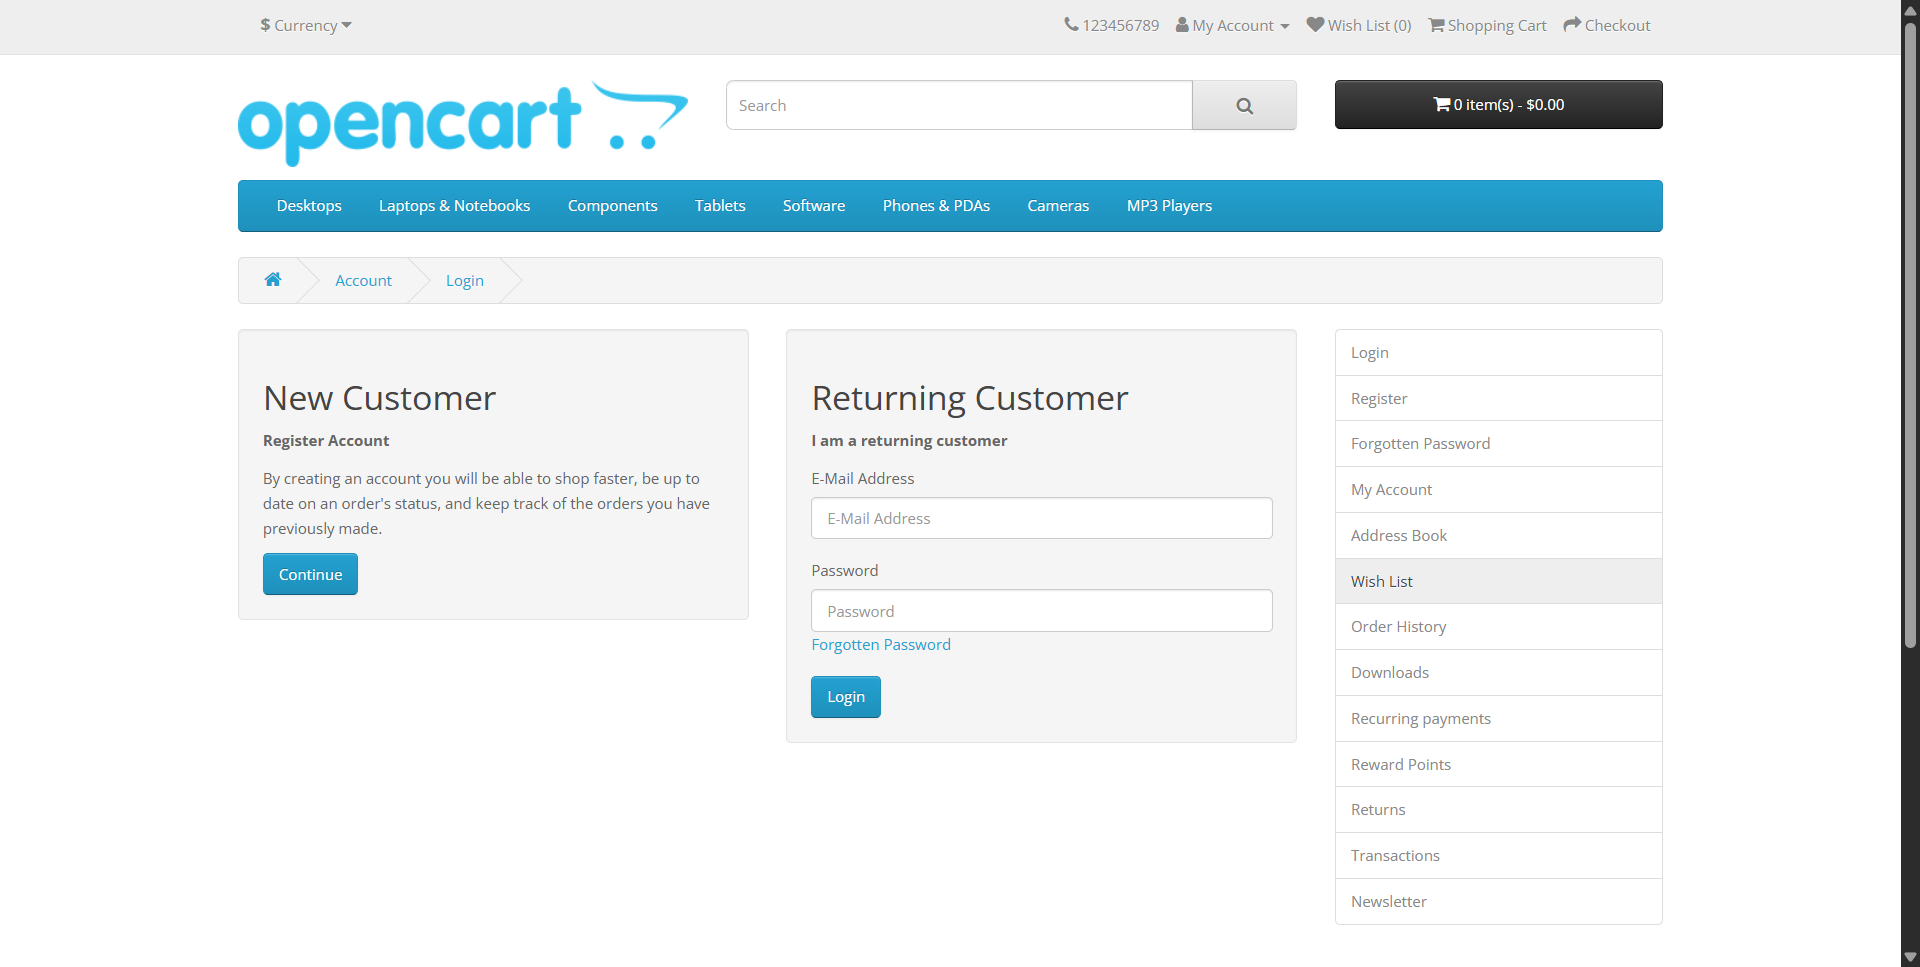 $ Currency
123456789 My Account Wish List (0) Shopping Cart Checkout
opencart
Search
0 item(s) - $0.00
Desktops Laptops & Notebooks Components Tablets Software Phones & PDAs Cameras MP3 Players
Account Login
New Customer
Register Account
By creating an account you will be able to shop faster, be up to
date on an order's status, and keep track of the orders you have
previously made.
Continue
Returning Customer
I am a returning customer
E-Mail Address
E-Mail Address
Password
Password
Forgotten Password
Login
Login
Register
Forgotten Password
My Account
Address Book
Wish List
Order History
Downloads
Recurring payments
Reward Points
Returns
Transactions
Newsletter